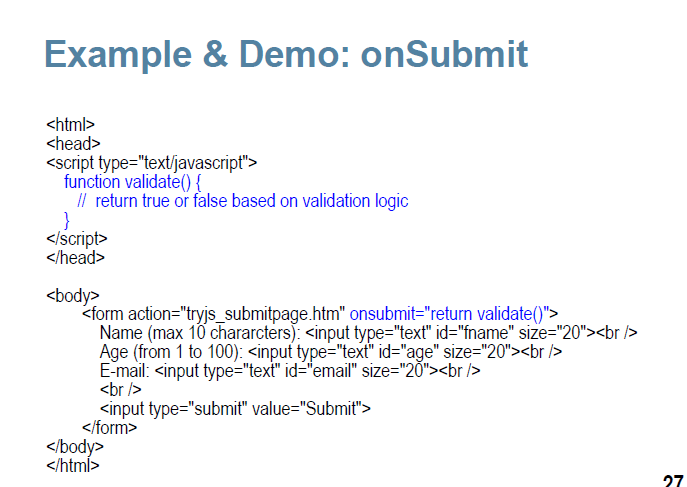 Example & Demo: onSubmit
<html>
<head>
<script type="text/javascript">
function validate() {
// return true or false based on validation logic
}
</script>
</head>
<body>
<form action="tryjs_submitpage.htm" onsubmit="return validate()">
Name (max 10 chararcters): <input type="text" id="fname" size="20"><br />
Age (from 1 to 100): <input type="text" id="age" size="20"><br />
E-mail: <input type="text" id="email" size="20"><br />
<br />
<input type="submit" value="Submit">
</form>
</body>
</html>
27